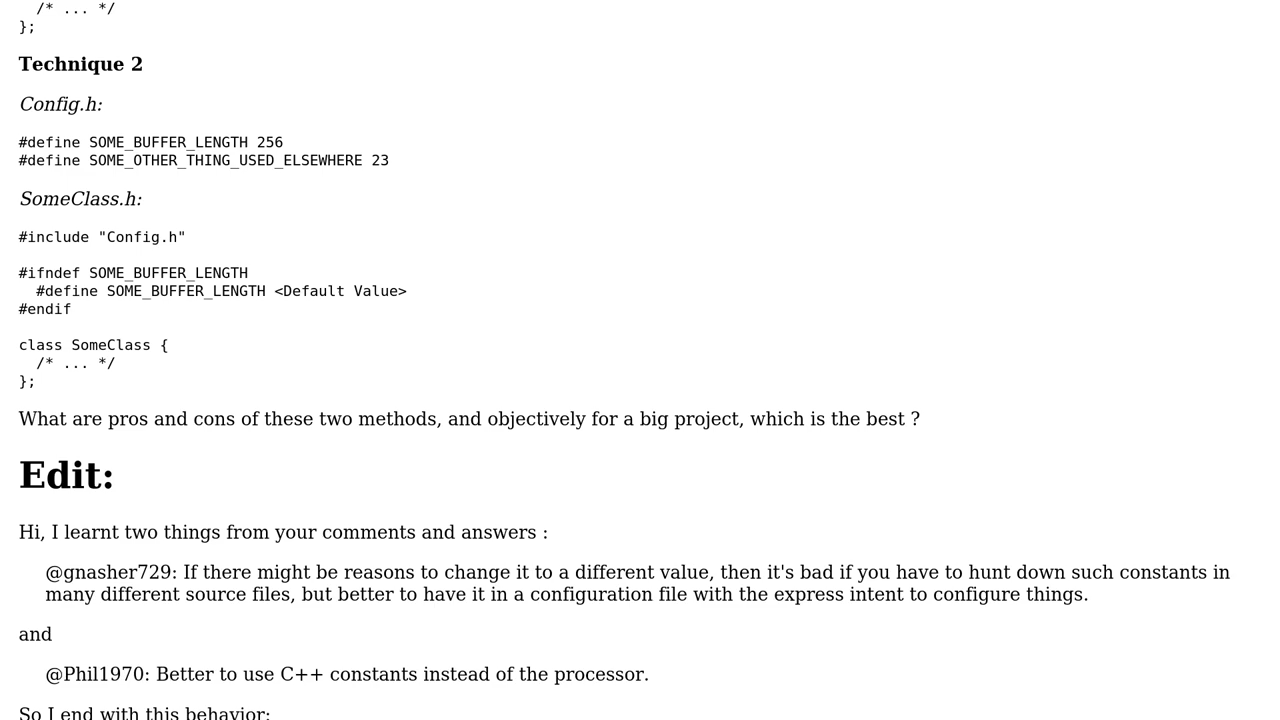 /* ... */
};
Technique 2
Config.h:
#define SOME_BUFFER_LENGTH 256
#define SOME_OTHER_THING_USED_ELSEWHERE 23
SomeClass.h:
#include "Config.h"
#ifndef SOME_BUFFER_LENGTH
  #define SOME_BUFFER_LENGTH <Default Value>
#endif
class SomeClass {
  /* ... */
};
What are pros and cons of these two methods, and objectively for a big project, which is the best ?
Edit:
Hi, I learnt two things from your comments and answers :
@gnasher729: If there might be reasons to change it to a different value, then it's bad if you have to hunt down such constants in
many different source files, but better to have it in a configuration file with the express intent to configure things.
and
@Phil1970: Better to use C++ constants instead of the processor.
So I end with this behavior: